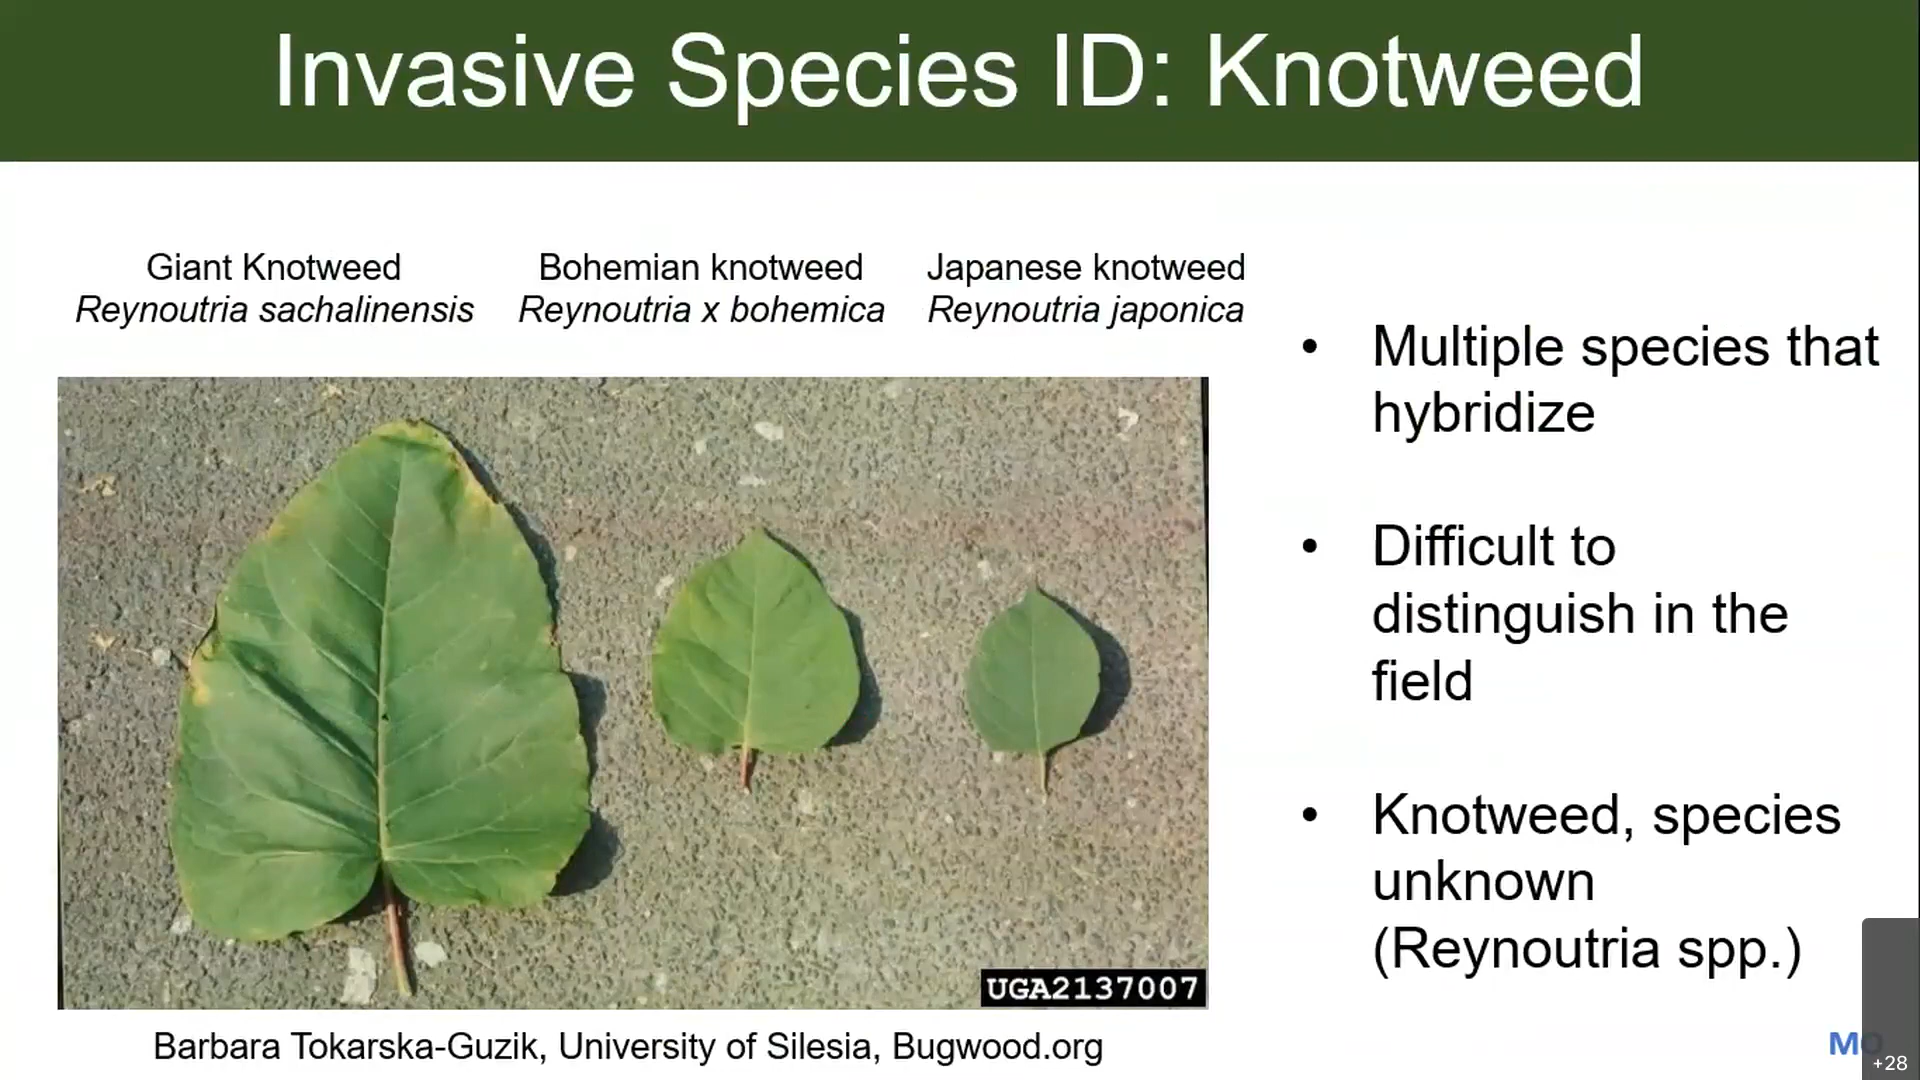 Invasive Species ID: Knotweed
Giant Knotweed
Reynoutria sachalinensis
Bohemian knotweed
Reynoutria x bohemica
Japanese knotweed
Reynoutria japonica
• Multiple species that
hybridize
• Difficult to
distinguish in the
field
• Knotweed, species
unknown
(Reynoutria spp.)
UGA2137007
Barbara Tokarska-Guzik, University of Silesia, Bugwood.org
MO
+28